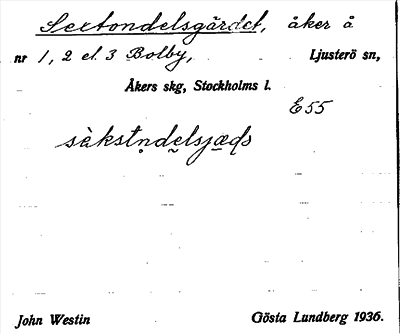 Sextondelsgärdet, åker å
nr 1, 2 el. 3 Bolby, Ljusterö sn,
Åkers skg, Stockholms l.
E55
John Westin Gösta Lundberg 1936.